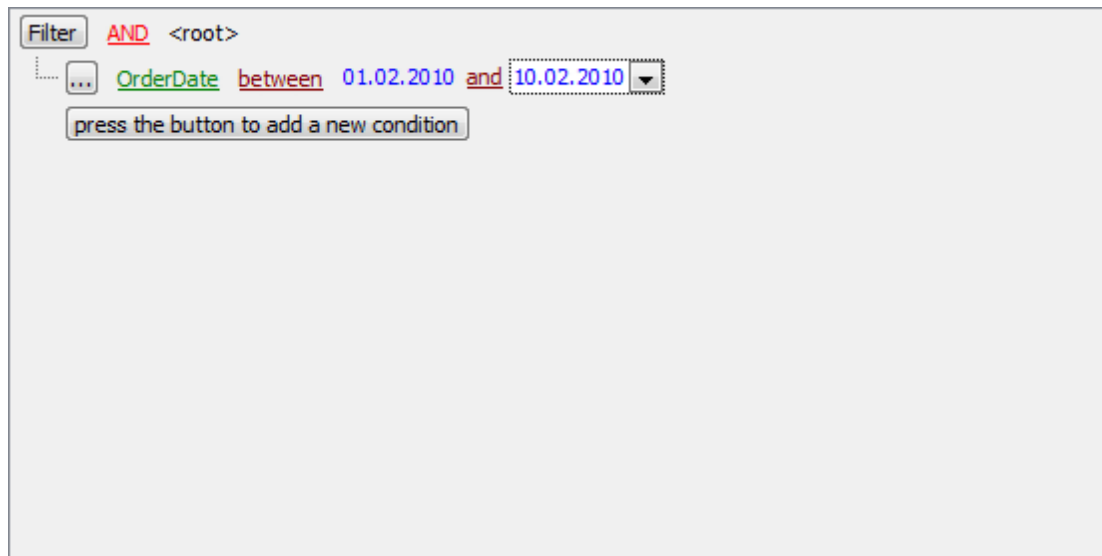 Filter AND <root>
... OrderDate between 01.02.2010 and 10.02.2010
press the button to add a new condition